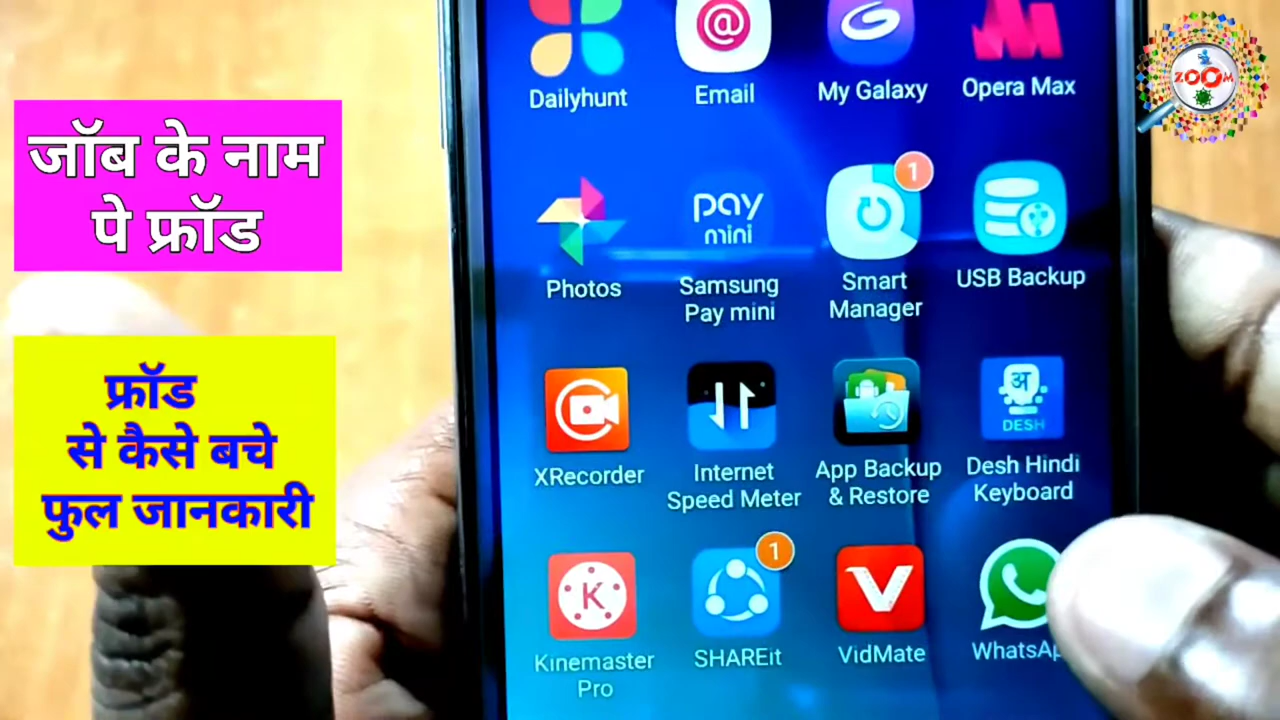 जॉब के नाम
पे फ्रॉड
फ्रॉड
से कैसे बचे
फुल जानकारी
ZOOM
Dailyhunt
Email
My Galaxy
Opera Max
pay
mini
1
Photos
Samsung
Pay mini
Smart
Manager
USB Backup
अ
DESH
XRecorder
Internet
Speed Meter
App Backup
& Restore
Desh Hindi
Keyboard
K
1
Kinemaster
Pro
SHAREit
VidMate
WhatsAp